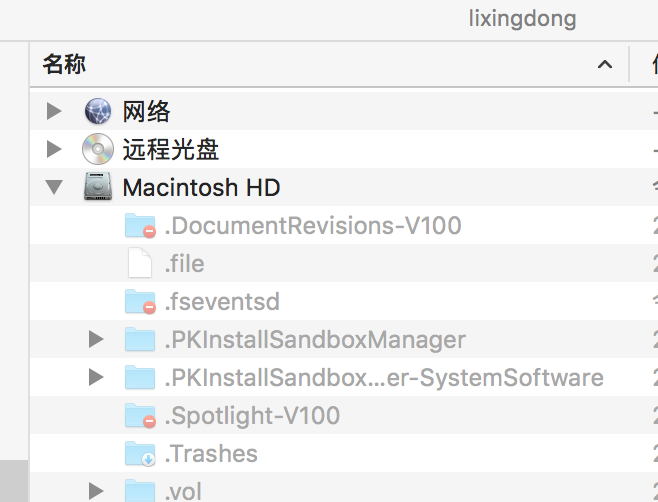 lixingdong
名称
网络
远程光盘
Macintosh HD
.DocumentRevisions-V100
.file
.fseventsd
.PKInstallSandboxManager
.PKInstallSandbox...er-SystemSoftware
.Spotlight-V100
.Trashes
.vol